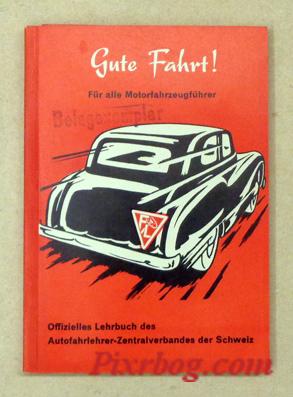 Gute Fahrt!
Für alle Motorfahrzeugführer
Belegexemplar
Offizielles Lehrbuch des
Autofahrlehrer-Zentralverbandes der Schweiz
Pixrbog.com